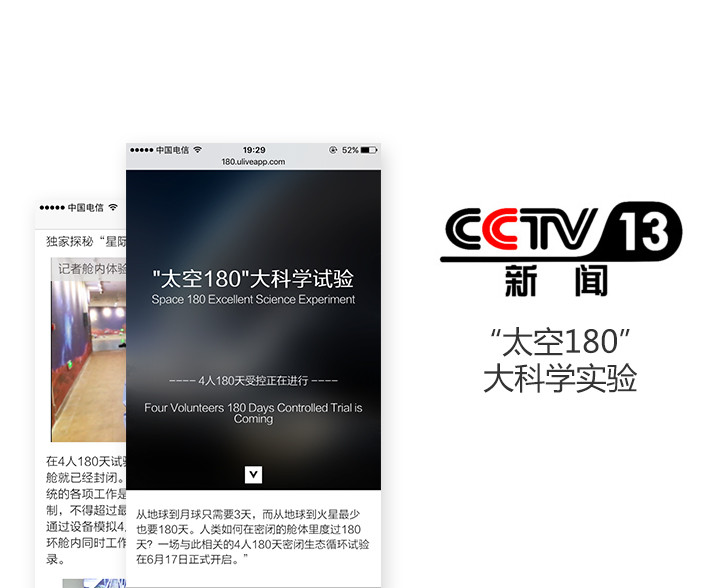 中国电信
19:29
52%
180.uliveapp.com
"太空180"大科学试验
Space 180 Excellent Science Experiment
---- 4人180天受控正在进行 ----
Four Volunteers 180 Days Controlled Trial is
Coming
从地球到月球只需要3天，而从地球到火星最少
也要180天。人类如何在密闭的舱体里度过180
天？一场与此相关的4人180天密闭生态循环试验
在6月17日正式开启。”
中国电信
独家探秘“星际
记者舱内体验
在4人180天试验
舱就已经封闭。
统的各项工作是
制，不得超过最
通过设备模拟4人
环舱内同时工作
录。
CCTV 13
新闻
“太空180”
大科学实验